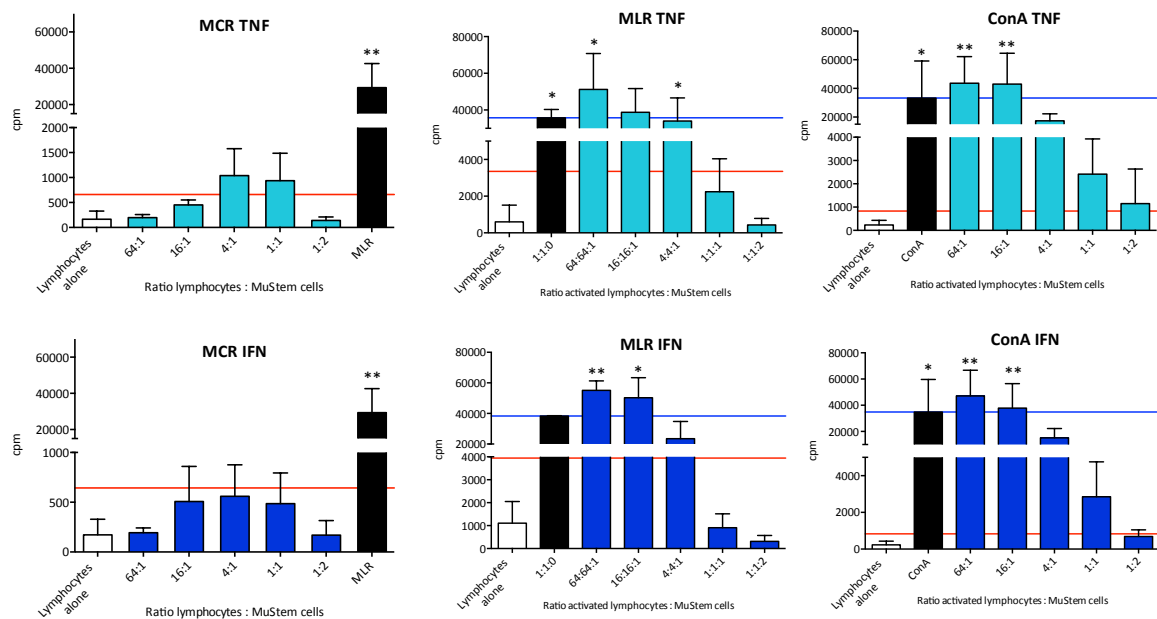 MCR TNF
cpm
60000
40000
20000
2000
1500
1000
500
0
Lymphocytes
alone
64:1
16:1
4:1
1:1
1:2
MLR
**
Ratio lymphocytes : MuStem cells
MLR TNF
cpm
80000
60000
40000
20000
4000
2000
0
Lymphocytes
alone
1:1:0
64:64:1
16:16:1
4:4:1
1:1:1
1:1:2
*
*
*
Ratio activated lymphocytes : MuStem cells
ConA TNF
cpm
80000
60000
40000
20000
4000
3000
2000
1000
0
Lymphocytes
alone
ConA
64:1
16:1
4:1
1:1
1:2
*
**
**
Ratio activated lymphocytes : MuStem cells
MCR IFN
cpm
60000
40000
20000
1000
500
0
Lymphocytes
alone
64:1
16:1
4:1
1:1
1:2
MLR
**
Ratio lymphocytes : MuStem cells
MLR IFN
cpm
80000
60000
40000
20000
4000
3000
2000
1000
0
Lymphocytes
alone
1:1:0
64:64:1
16:16:1
4:4:1
1:1:1
1:1:2
**
*
Ratio activated lymphocytes : MuStem cells
ConA IFN
cpm
80000
60000
40000
20000
4000
2000
0
Lymphocytes
alone
ConA
64:1
16:1
4:1
1:1
1:2
*
**
**
Ratio activated lymphocytes : MuStem cells